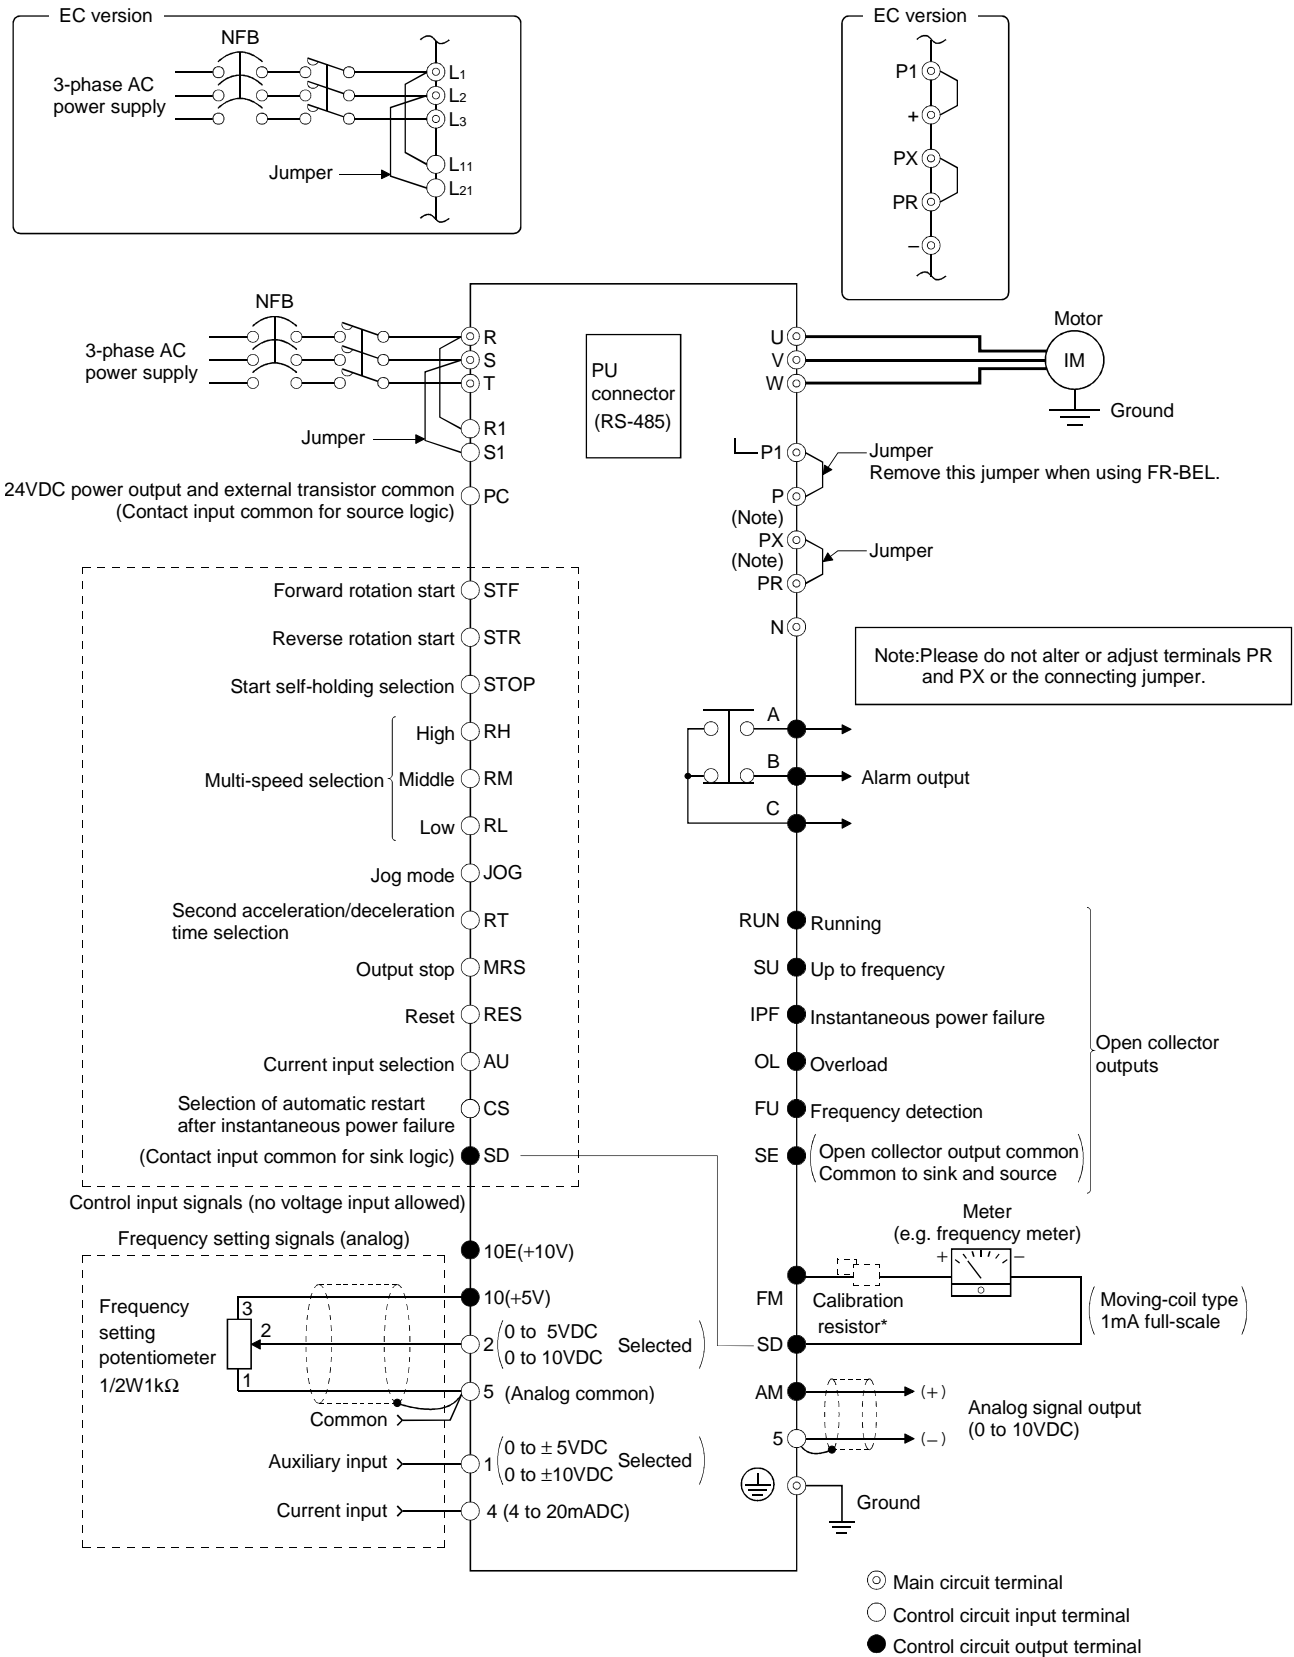 EC version
NFB
3-phase AC
power supply
L1
L2
L3
L11
L21
Jumper
EC version
P1
+
PX
PR
−
NFB
3-phase AC
power supply
R
S
T
R1
S1
Jumper
PU
connector
(RS-485)
U
V
W
Motor
IM
Ground
24VDC power output and external transistor common
(Contact input common for source logic)
PC
P1
Jumper
Remove this jumper when using FR-BEL.
P
(Note)
PX
(Note)
Jumper
PR
N
Note:Please do not alter or adjust terminals PR
and PX or the connecting jumper.
Forward rotation start STF
Reverse rotation start STR
Start self-holding selection STOP
Multi-speed selection
High RH
Middle RM
Low RL
Jog mode JOG
Second acceleration/deceleration
time selection
RT
Output stop MRS
Reset RES
Current input selection AU
Selection of automatic restart
after instantaneous power failure
CS
(Contact input common for sink logic) SD
Control input signals (no voltage input allowed)
A
B
C
Alarm output
RUN Running
SU Up to frequency
IPF Instantaneous power failure
OL Overload
FU Frequency detection
SE (Open collector output common
Common to sink and source)
Open collector
outputs
Frequency setting signals (analog)
10E(+10V)
10(+5V)
Frequency
setting
potentiometer
1/2W1kΩ
3
2
1
2 (0 to 5VDC
0 to 10VDC Selected)
5 (Analog common)
Common
Auxiliary input
1 (0 to ± 5VDC
0 to ±10VDC Selected)
Current input
4 (4 to 20mADC)
Meter
(e.g. frequency meter)
+ −
FM
Calibration
resistor*
(Moving-coil type
1mA full-scale)
SD
AM
(+)
5
(−)
Analog signal output
(0 to 10VDC)
Ground
Main circuit terminal
Control circuit input terminal
Control circuit output terminal